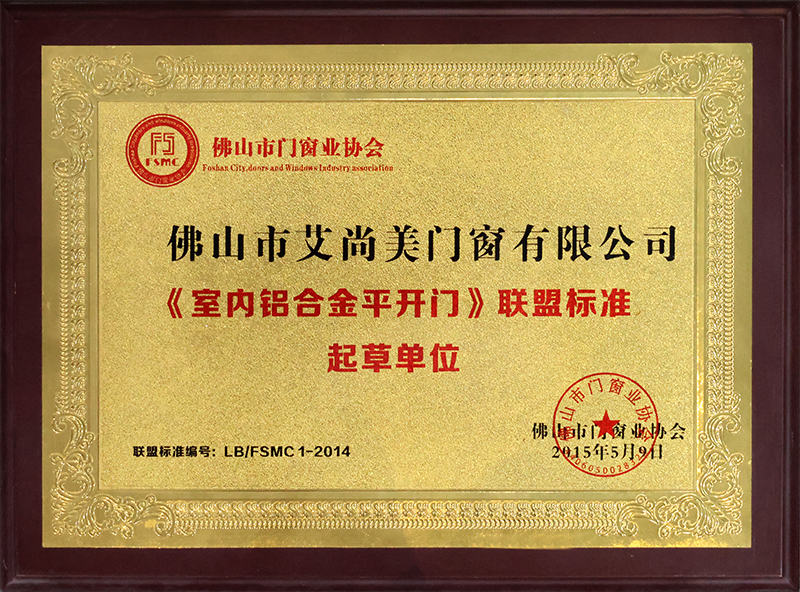 FSMC
佛山市门窗业协会
Foshan City,doors and Windows Industry association
佛山市艾尚美门窗有限公司
《室内铝合金平开门》联盟标准
起草单位
联盟标准编号：LB/FSMC 1-2014
佛山市门窗业协会
2015年5月9日
佛山市门窗业协会